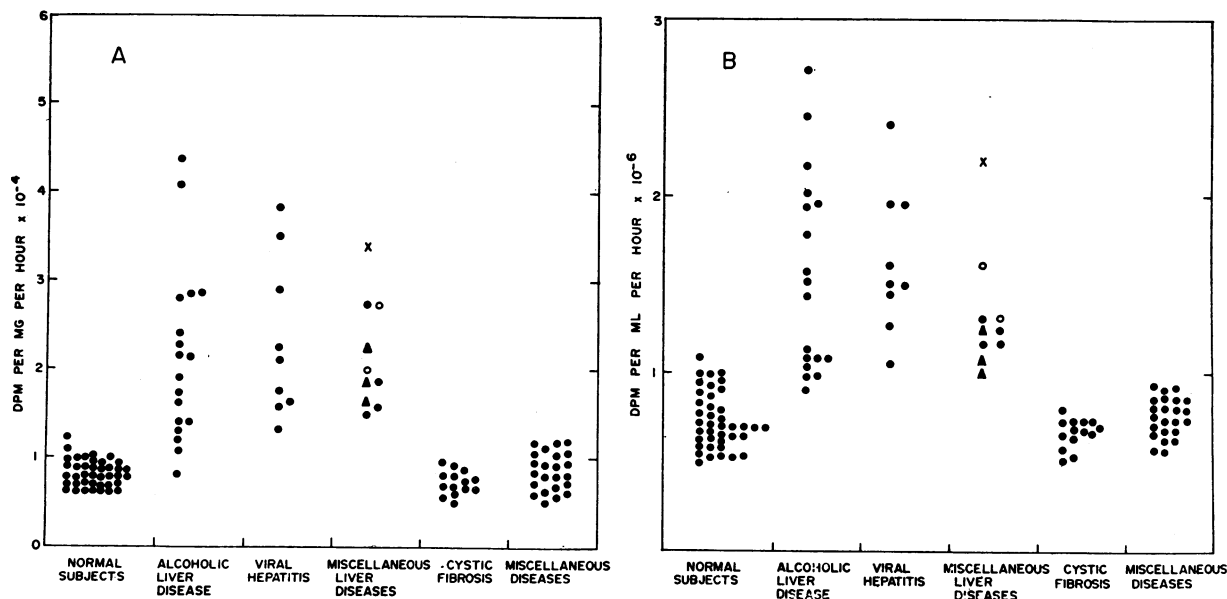 A
DPM PER MG PER HOUR x 10-4
6
5
4
3
2
1
0
NORMAL SUBJECTS
ALCOHOLIC LIVER DISEASE
VIRAL HEPATITIS
MISCELLANEOUS LIVER DISEASES
CYSTIC FIBROSIS
MISCELLANEOUS DISEASES
B
DPM PER ML PER HOUR x 10-6
3
2
1
0
NORMAL SUBJECTS
ALCOHOLIC LIVER DISEASE
VIRAL HEPATITIS
MISCELLANEOUS LIVER DISEASES
CYSTIC FIBROSIS
MISCELLANEOUS DISEASES